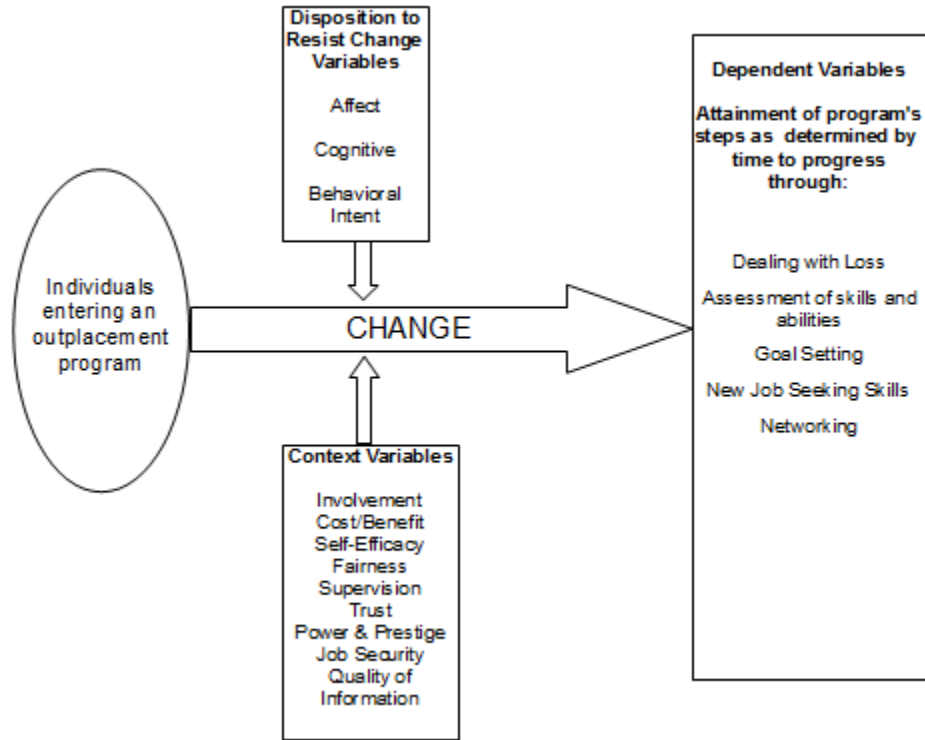 Disposition to
Resist Change
Variables
Affect
Cognitive
Behavioral
Intent
Individuals
entering an
outplacement
program
CHANGE
Context Variables
Involvement
Cost/Benefit
Self-Efficacy
Fairness
Supervision
Trust
Power & Prestige
Job Security
Quality of
Information
Dependent Variables
Attainment of program's
steps as determined by
time to progress
through:
Dealing with Loss
Assessment of skills and
abilities
Goal Setting
New Job Seeking Skills
Networking